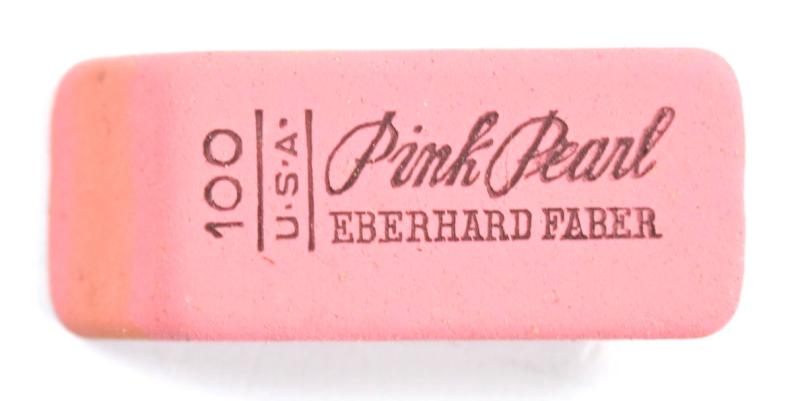 100
U·S·A·
Pink Pearl
EBERHARD FABER